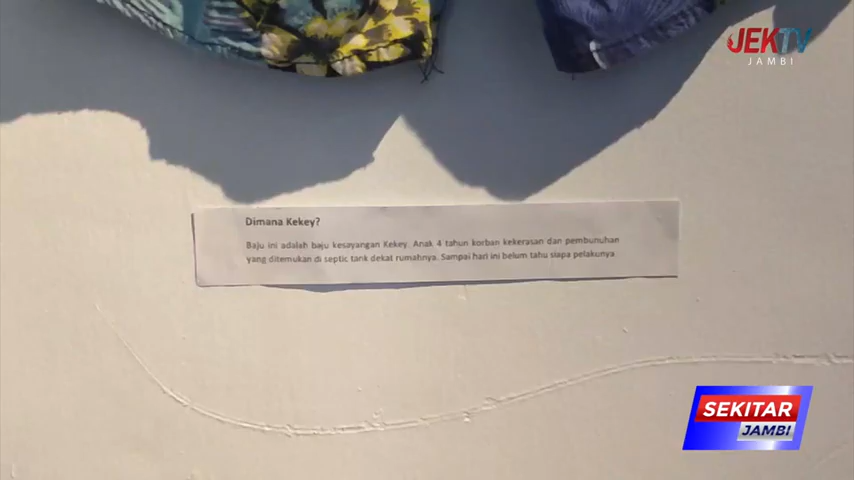 JEKTV
JAMBI
Dimana Kekey?
Baju ini adalah baju kesayangan Kekey. Anak 4 tahun korban kekerasan dan pembunuhan
yang ditemukan di septic tank dekat rumahnya. Sampai hari ini belum tahu siapa pelakunya
SEKITAR
JAMBI